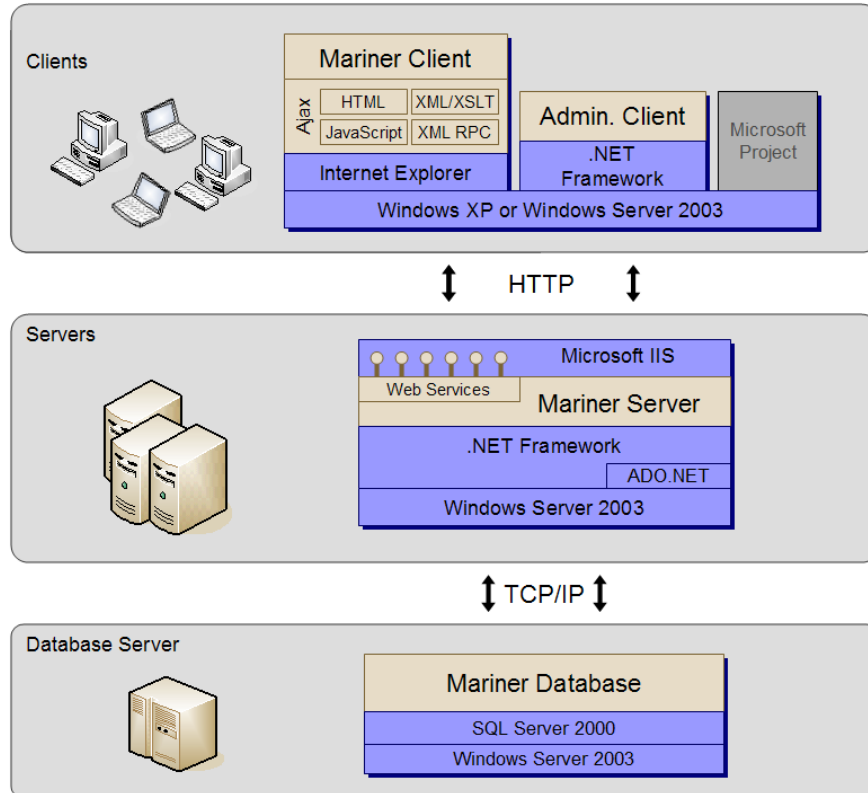 Clients
Mariner Client
Ajax
HTML
XML/XSLT
JavaScript
XML RPC
Internet Explorer
Admin. Client
.NET
Framework
Microsoft
Project
Windows XP or Windows Server 2003
HTTP
Servers
Microsoft IIS
Web Services
Mariner Server
.NET Framework
ADO.NET
Windows Server 2003
TCP/IP
Database Server
Mariner Database
SQL Server 2000
Windows Server 2003